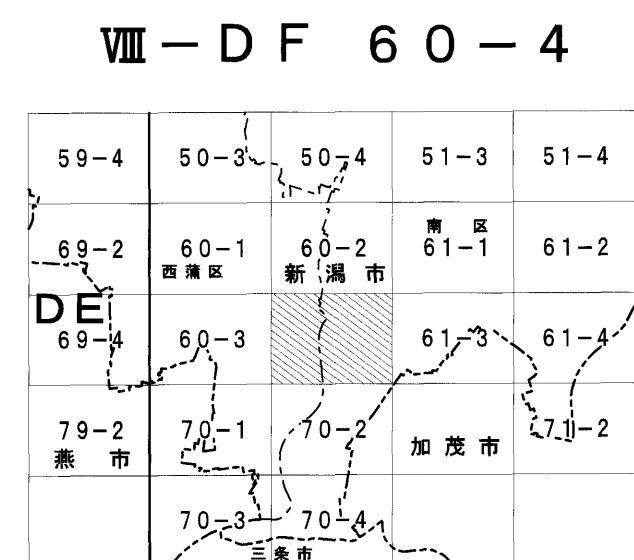 Ⅷ－ＤＦ ６０－４
59-4 50-3 50-4 51-3 51-4
南 区
69-2 60-1 60-2 61-1 61-2
西蒲区 新潟市
DE
69-4 60-3 61-3 61-4
79-2 70-1 70-2 71-2
燕 市 加茂市
70-3 70-4
三条市